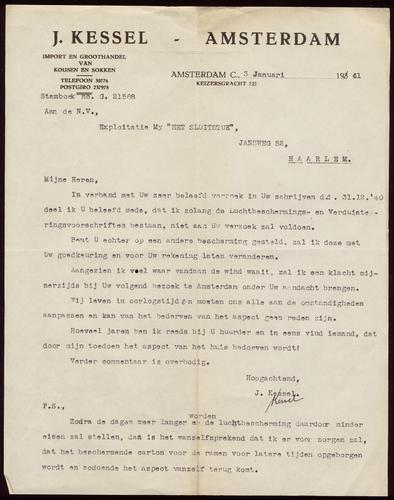 J. KESSEL - AMSTERDAM
IMPORT EN GROOTHANDEL
VAN
KOUSEN EN SOKKEN
TELEFOON 30776
POSTGIRO 237975
AMSTERDAM C., 3 Januari 1941
KEIZERSGRACHT 721
Stamboek no. G. 21568
Aan de N.V.,
Exploitatie My "HET SLUITSTUK",
JANSWEG 52,
HAARLEM.
Mijne Heren,
In verband met Uw zeer beleefd verzoek in Uw schrijven d.d. 31.12.'40
deel ik U beleefd mede, dat ik zolang de Luchtbeschermings- en Verduiste-
ringsvoorschriften bestaan, niet aan Uw verzoek zal voldoen.
Bent U echter op een andere bescherming gesteld, zal ik deze met
Uw goedkeuring en voor Uw rekening laten veranderen.
Aangezien ik wel waar vandaan de wind waait, zal ik een klacht mij-
nerzijds bij Uw volgend bezoek te Amsterdam onder Uw aandacht brengen.
Wij leven in oorlogstijd en moeten ons alle aan de omstandigheden
aanpassen en kan van het bederven van het aspect geen reden zijn.
Hoeveel jaren ben ik reeds bij U huurder en in eens vind iemand, dat
door mijn toedoen het aspect van het huis bedorven wordt!
Verder commentaar is overbodig.
Hoogachtend,
J. Kessel.
Kessel
P.S.,
worden
Zodra de dagen weer langer en de luchtbescherming daardoor minder
eisen zal stellen, dan is het vanzelfsprekend dat ik er voor zorgen zal,
dat het beschermende carton voor de ramen voor latere tijden opgeborgen
wordt en zodoende het aspect vanzelf terug komt.